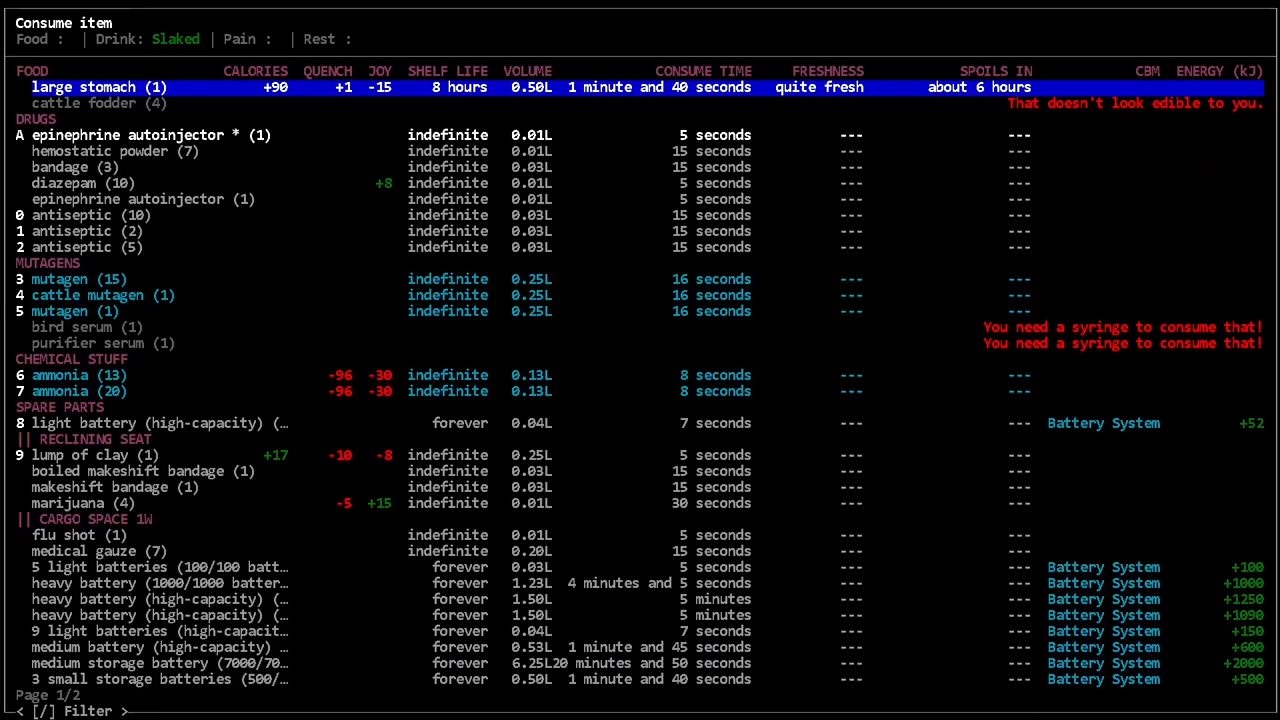 Consume item
Food :  | Drink: Slaked | Pain :  | Rest :
FOOD CALORIES QUENCH JOY SHELF LIFE VOLUME CONSUME TIME FRESHNESS SPOILS IN CBM ENERGY (kJ)
large stomach (1) +90 +1 -15 8 hours 0.50L 1 minute and 40 seconds quite fresh about 6 hours
cattle fodder (4) That doesn't look edible to you.
DRUGS
A epinephrine autoinjector * (1) indefinite 0.01L 5 seconds --- ---
hemostatic powder (7) indefinite 0.01L 15 seconds --- ---
bandage (3) indefinite 0.03L 15 seconds --- ---
diazepam (10) +8 indefinite 0.01L 5 seconds --- ---
epinephrine autoinjector (1) indefinite 0.01L 5 seconds --- ---
0 antiseptic (10) indefinite 0.03L 15 seconds --- ---
1 antiseptic (2) indefinite 0.03L 15 seconds --- ---
2 antiseptic (5) indefinite 0.03L 15 seconds --- ---
MUTAGENS
3 mutagen (15) indefinite 0.25L 16 seconds --- ---
4 cattle mutagen (1) indefinite 0.25L 16 seconds --- ---
5 mutagen (1) indefinite 0.25L 16 seconds --- ---
bird serum (1) You need a syringe to consume that!
purifier serum (1) You need a syringe to consume that!
CHEMICAL STUFF
6 ammonia (13) -96 -30 indefinite 0.13L 8 seconds --- ---
7 ammonia (20) -96 -30 indefinite 0.13L 8 seconds --- ---
SPARE PARTS
8 light battery (high-capacity) (… forever 0.04L 7 seconds --- --- Battery System +52
|| RECLINING SEAT
9 lump of clay (1) +17 -10 -8 indefinite 0.25L 5 seconds --- ---
boiled makeshift bandage (1) indefinite 0.03L 15 seconds --- ---
makeshift bandage (1) indefinite 0.03L 15 seconds --- ---
marijuana (4) -5 +15 indefinite 0.01L 30 seconds --- ---
|| CARGO SPACE 1W
flu shot (1) indefinite 0.01L 5 seconds --- ---
medical gauze (7) indefinite 0.20L 15 seconds --- ---
5 light batteries (100/100 batt… forever 0.03L 5 seconds --- --- Battery System +100
heavy battery (1000/1000 batter… forever 1.23L 4 minutes and 5 seconds --- --- Battery System +1000
heavy battery (high-capacity) (… forever 1.50L 5 minutes --- --- Battery System +1250
heavy battery (high-capacity) (… forever 1.50L 5 minutes --- --- Battery System +1090
9 light batteries (high-capacit… forever 0.04L 7 seconds --- --- Battery System +150
medium battery (high-capacity) … forever 0.53L 1 minute and 45 seconds --- --- Battery System +600
medium storage battery (7000/70… forever 6.25L20 minutes and 50 seconds --- --- Battery System +2000
3 small storage batteries (500/… forever 0.50L 1 minute and 40 seconds --- --- Battery System +500
Page 1/2
< [/] Filter >